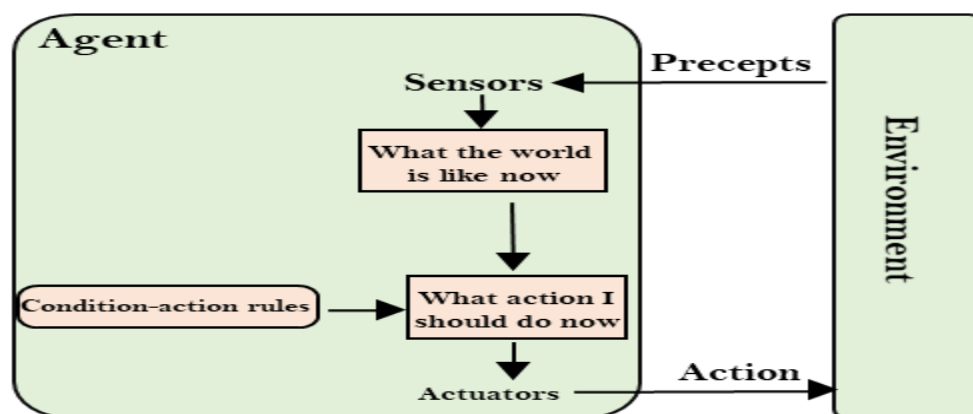 Agent
Precepts
Sensors
What the world
is like now
Environment
Condition-action rules
What action I
should do now
Action
Actuators